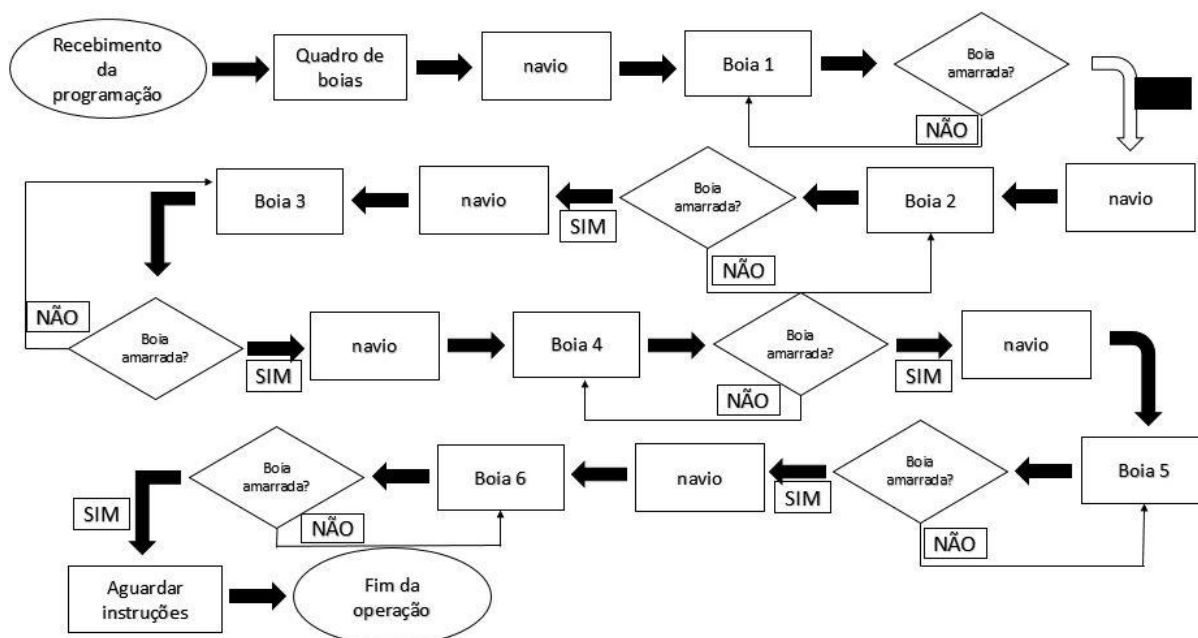 Recebimento
da
programação
Quadro de
boias
navio
Boia 1
Boia
amarrada?
NÃO
navio
Boia 2
Boia
amarrada?
NÃO
SIM
navio
Boia 3
NÃO
Boia
amarrada?
SIM
navio
Boia 4
Boia
amarrada?
NÃO
SIM
navio
Boia 5
Boia
amarrada?
NÃO
SIM
navio
Boia 6
Boia
amarrada?
NÃO
SIM
Aguardar
instruções
Fim da
operação